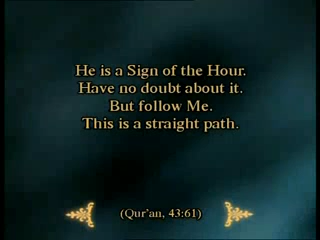 He is a Sign of the Hour.
Have no doubt about it.
But follow Me.
This is a straight path.
(Qur'an, 43:61)